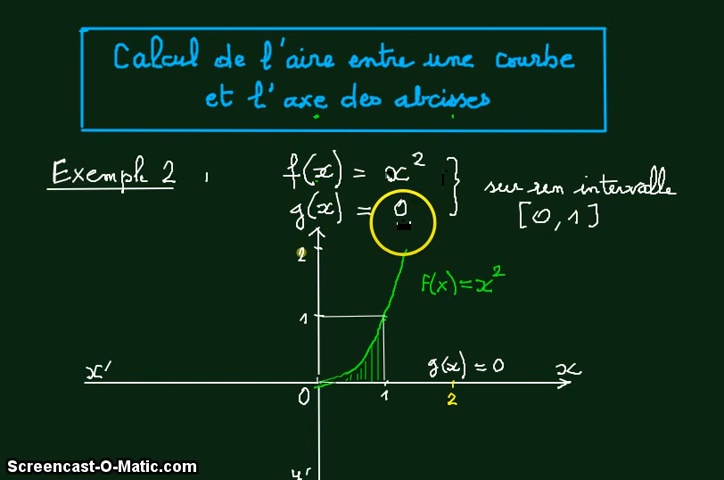 Calcul de l'aire entre une courbe
et l'axe des abcisses
Exemple 2 :
f(x) = x²
g(x) = 0
sur un intervalle
[0, 1]
2
F(x) = x²
1
x'
g(x) = 0
x
0
1
2
y'
Screencast-O-Matic.com